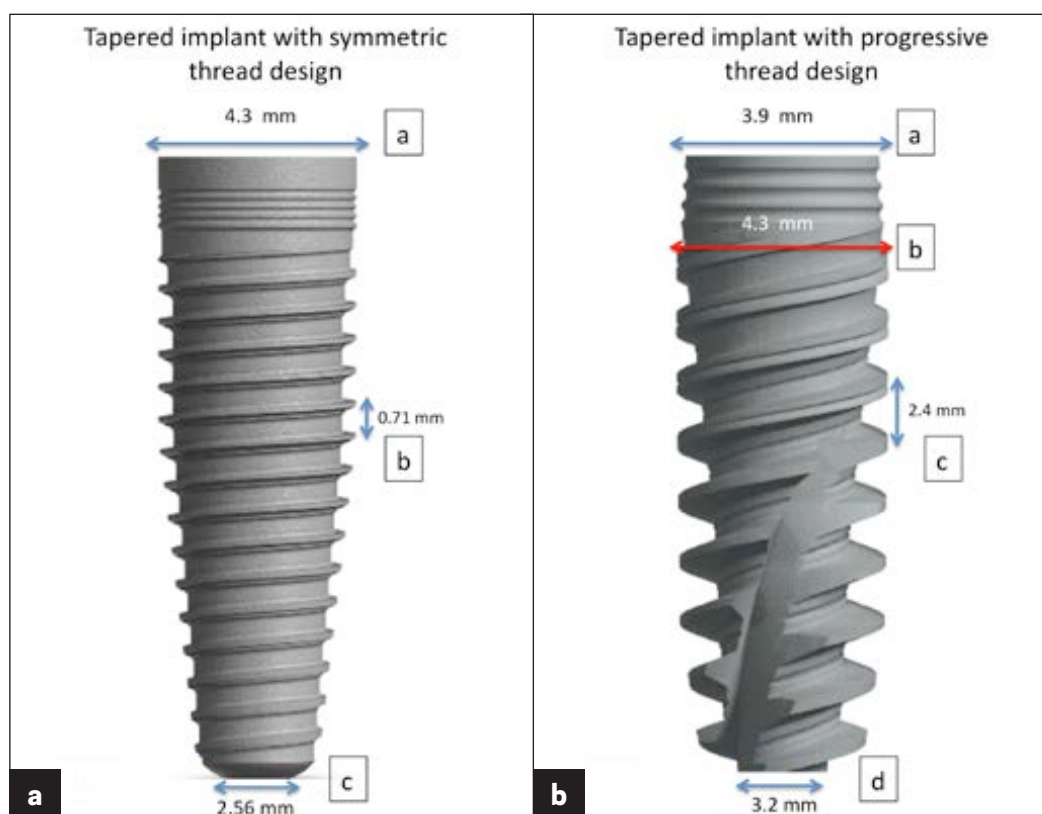 Tapered implant with symmetric
thread design
4.3 mm
a
0.71 mm
b
c
2.56 mm
a
Tapered implant with progressive
thread design
3.9 mm
a
4.3 mm
b
2.4 mm
c
d
3.2 mm
b